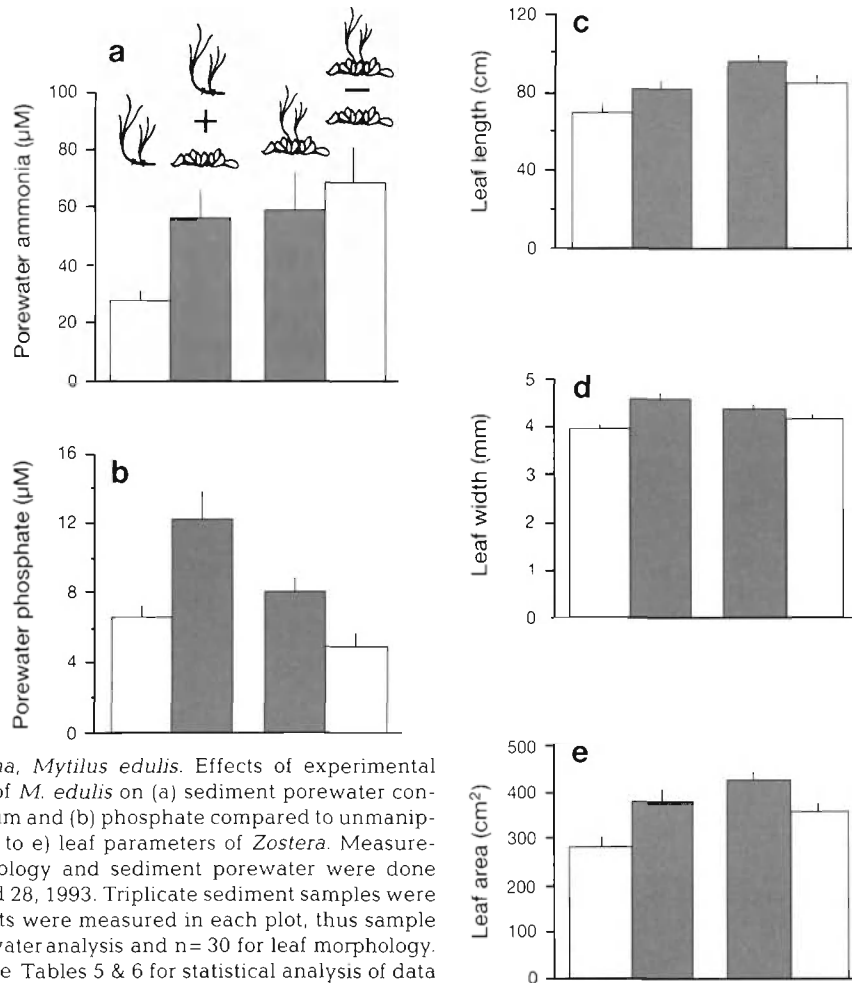 a
Porewater ammonia (µM)
100
80
60
40
20
0
+
−
b
Porewater phosphate (µM)
16
12
8
4
0
na, Mytilus edulis. Effects of experimental
of M. edulis on (a) sediment porewater con-
um and (b) phosphate compared to unmanip-
to e) leaf parameters of Zostera. Measure-
ology and sediment porewater were done
d 28, 1993. Triplicate sediment samples were
ts were measured in each plot, thus sample
water analysis and n= 30 for leaf morphology.
e Tables 5 & 6 for statistical analysis of data
c
Leaf length (cm)
120
80
40
0
d
Leaf width (mm)
5
4
3
2
1
0
e
Leaf area (cm²)
500
400
300
200
100
0